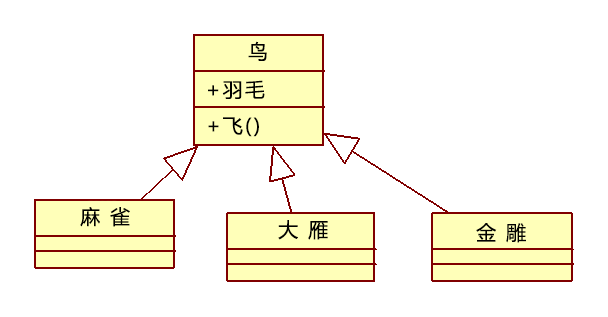 鸟
+羽毛
+飞()
麻 雀
大 雁
金 雕